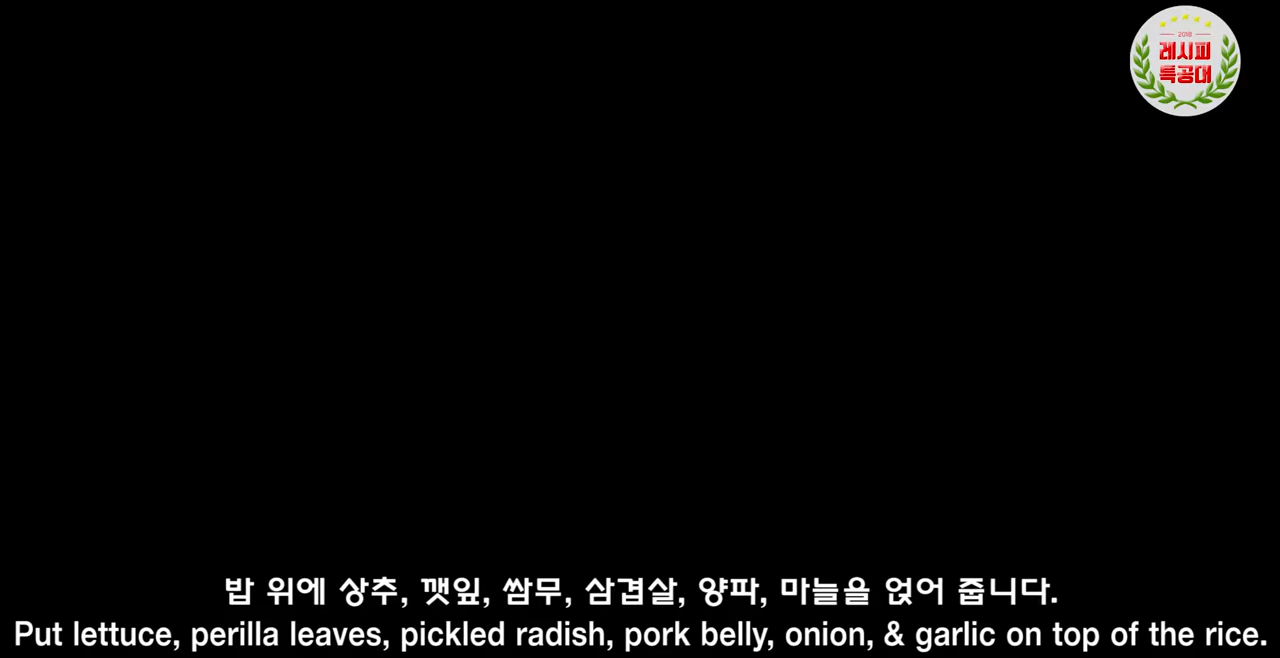 2018
레시피
특공대
밥 위에 상추, 깻잎, 쌈무, 삼겹살, 양파, 마늘을 얹어 줍니다.
Put lettuce, perilla leaves, pickled radish, pork belly, onion, & garlic on top of the rice.